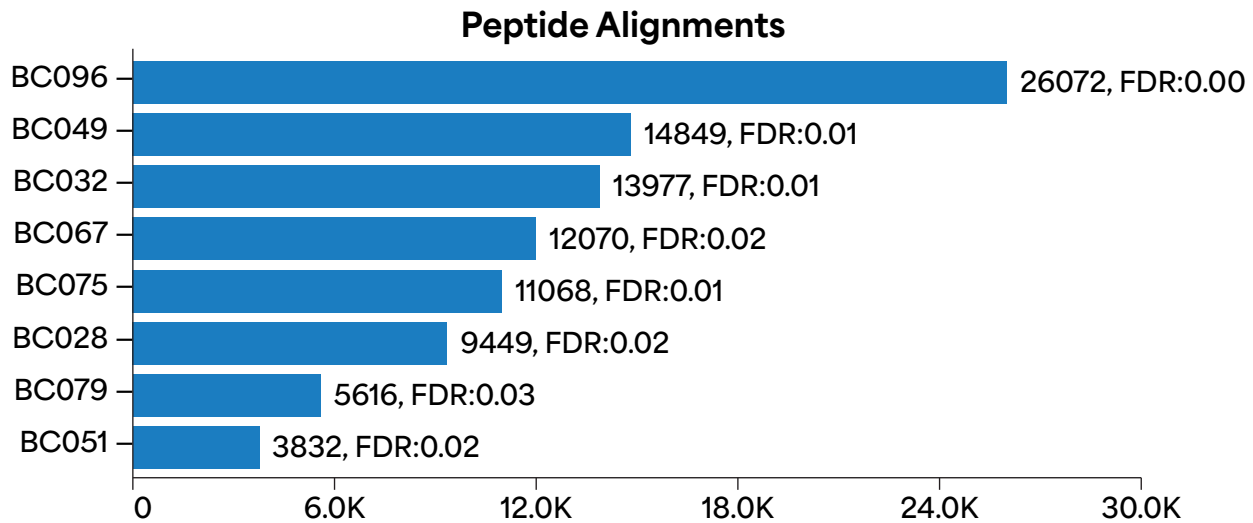 Peptide Alignments
BC096 26072, FDR:0.00
BC049 14849, FDR:0.01
BC032 13977, FDR:0.01
BC067 12070, FDR:0.02
BC075 11068, FDR:0.01
BC028 9449, FDR:0.02
BC079 5616, FDR:0.03
BC051 3832, FDR:0.02
0 6.0K 12.0K 18.0K 24.0K 30.0K